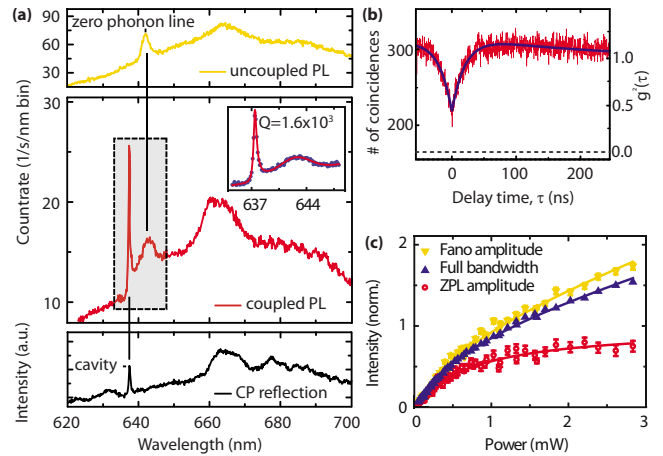 (a)
zero phonon line
90
60
30
uncoupled PL
Countrate (1/s/nm bin)
30
20
10
Q=1.6x10³
637 644
coupled PL
Intensity (a.u.)
cavity
CP reflection
620 640 660 680 700
Wavelength (nm)
(b)
# of coincidences
300
250
200
1.0
0.5
0.0
g²(τ)
0 100 200
Delay time, τ (ns)
(c)
Intensity (norm.)
2
1
0
Fano amplitude
Full bandwidth
ZPL amplitude
0 1 2 3
Power (mW)